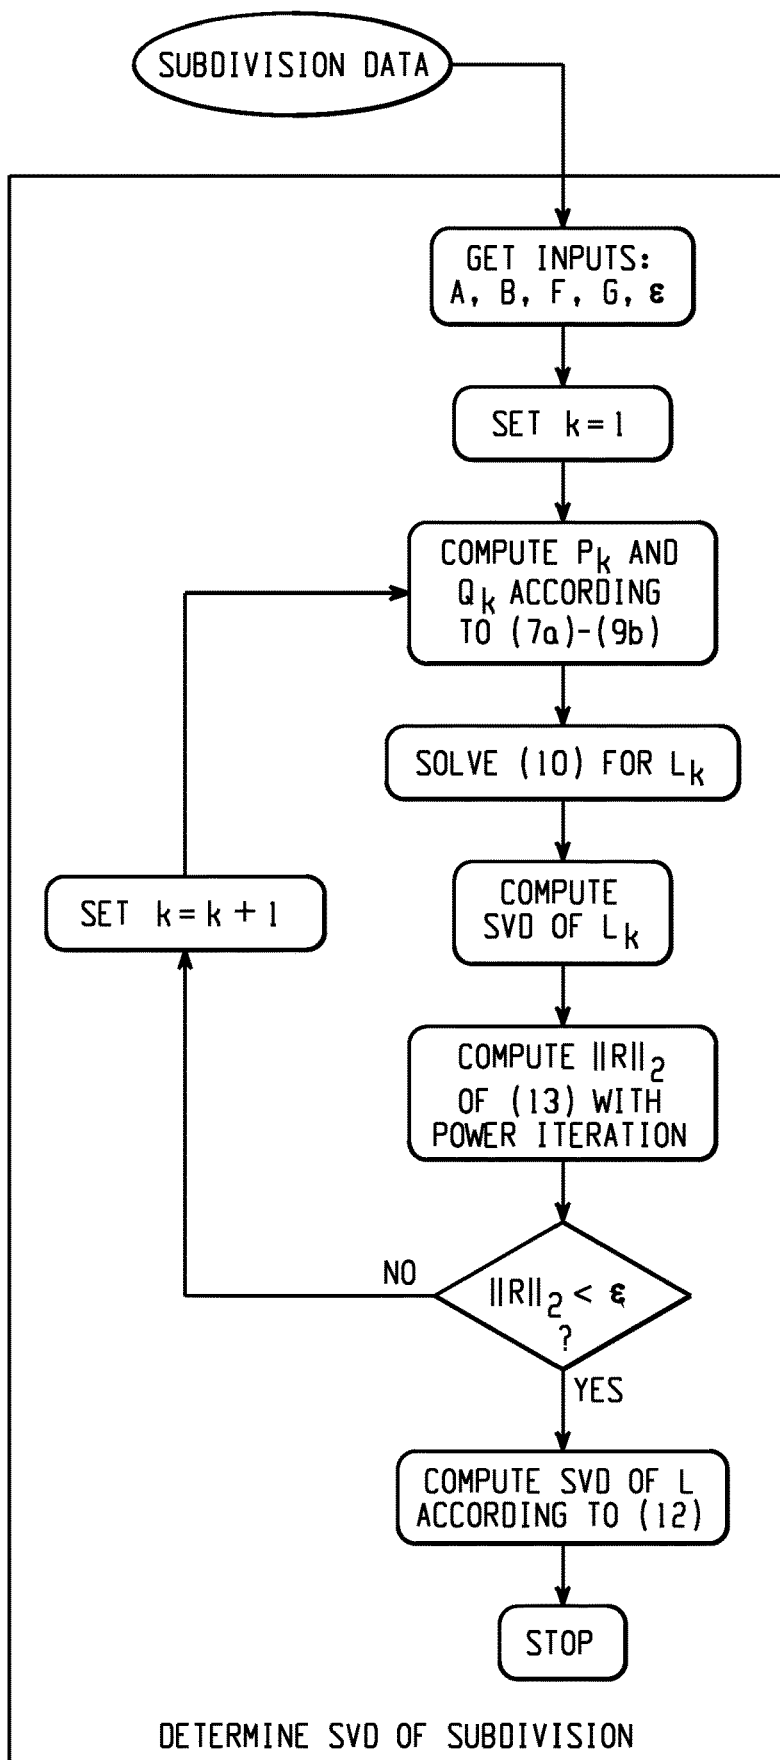 SUBDIVISION DATA
GET INPUTS:
A, B, F, G, ε
SET k = 1
COMPUTE Pk AND
Qk ACCORDING
TO (7a)-(9b)
SOLVE (10) FOR Lk
COMPUTE
SVD OF Lk
SET k = k + 1
COMPUTE ||R||2
OF (13) WITH
POWER ITERATION
||R||2 < ε
?
NO
YES
COMPUTE SVD OF L
ACCORDING TO (12)
STOP
DETERMINE SVD OF SUBDIVISION